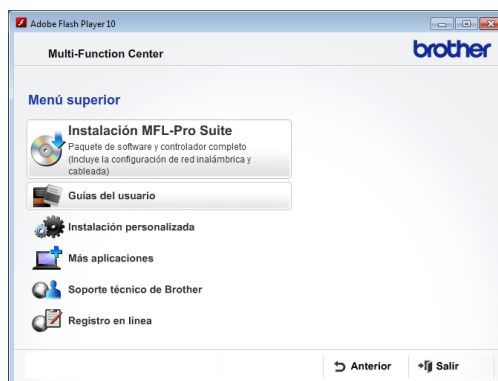 Adobe Flash Player 10
Multi-Function Center
brother
Menú superior
Instalación MFL-Pro Suite
Paquete de software y controlador completo
(Incluye la configuración de red inalámbrica y
cableada)
Guías del usuario
Instalación personalizada
Más aplicaciones
Soporte técnico de Brother
Registro en línea
Anterior
Salir